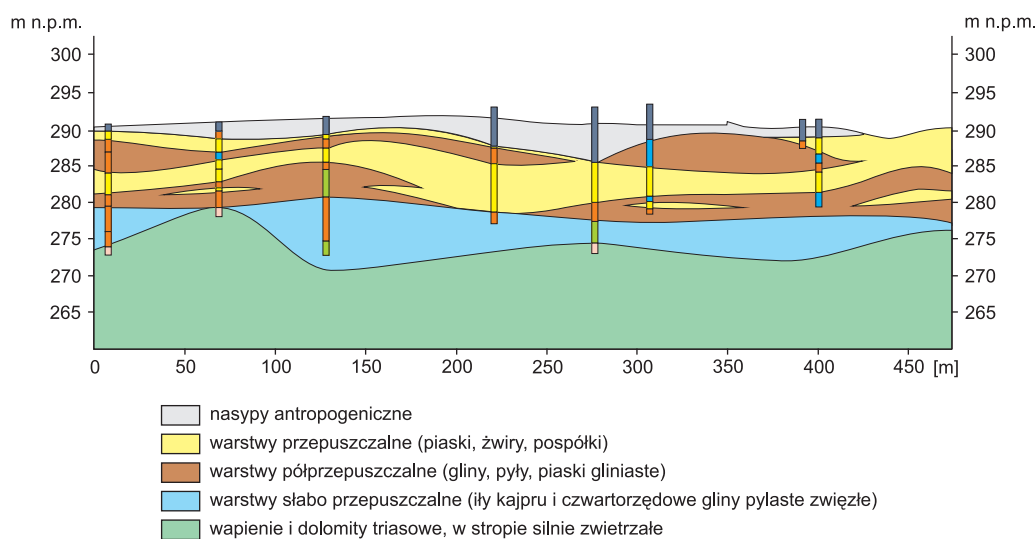 m n.p.m. m n.p.m.
300 300
295 295
290 290
285 285
280 280
275 275
270 270
265 265
0 50 100 150 200 250 300 350 400 450 [m]
nasypy antropogeniczne
warstwy przepuszczalne (piaski, żwiry, pospółki)
warstwy półprzepuszczalne (gliny, pyły, piaski gliniaste)
warstwy słabo przepuszczalne (iły kajpru i czwartorzędowe gliny pylaste zwięzłe)
wapienie i dolomity triasowe, w stropie silnie zwietrzałe